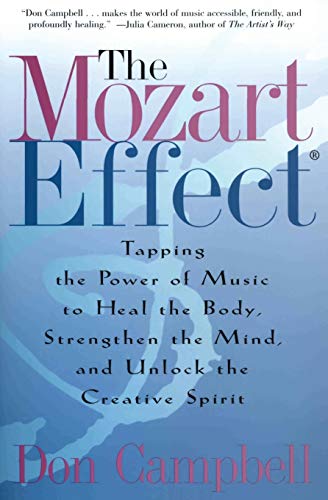 "Don Campbell . . . makes the world of music accessible, friendly, and
profoundly healing." —Julia Cameron, author of The Artist's Way
The
Mozart
Effect®
Tapping
the Power of Music
to Heal the Body,
Strengthen the Mind,
and Unlock the
Creative Spirit
Don Campbell